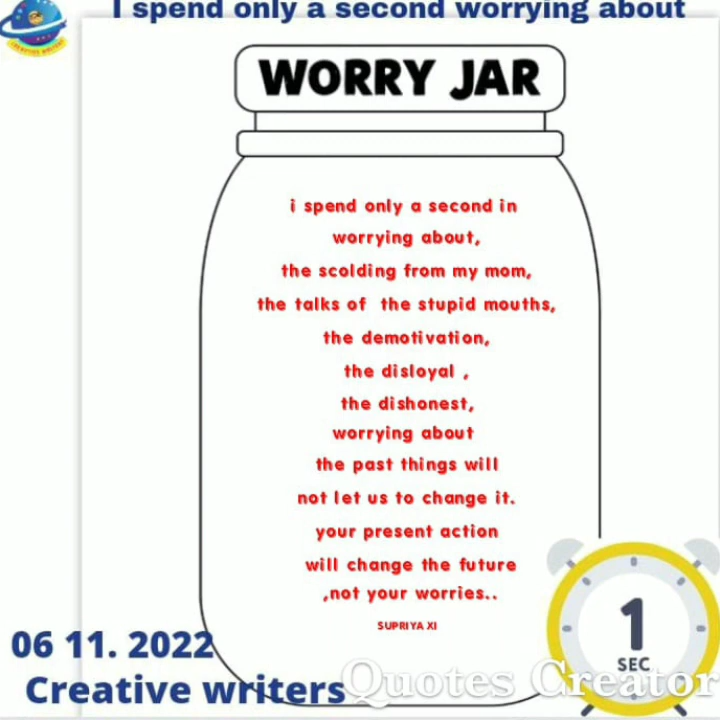 I spend only a second worrying about
WORRY JAR
i spend only a second in
worrying about,
the scolding from my mom,
the talks of the stupid mouths,
the demotivation,
the disloyal ,
the dishonest,
worrying about
the past things will
not let us to change it.
your present action
will change the future
,not your worries..
SUPRIYA XI
1
SEC
06 11. 2022
Creative writers
Quotes Creator